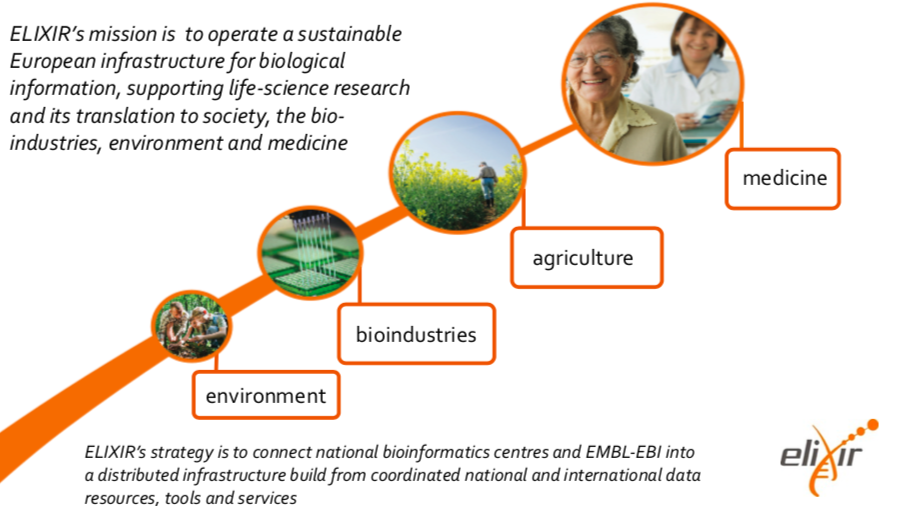 ELIXIR’s mission is to operate a sustainable
European infrastructure for biological
information, supporting life-science research
and its translation to society, the bio-
industries, environment and medicine
medicine
agriculture
bioindustries
environment
ELIXIR’s strategy is to connect national bioinformatics centres and EMBL-EBI into
a distributed infrastructure build from coordinated national and international data
resources, tools and services
elixir